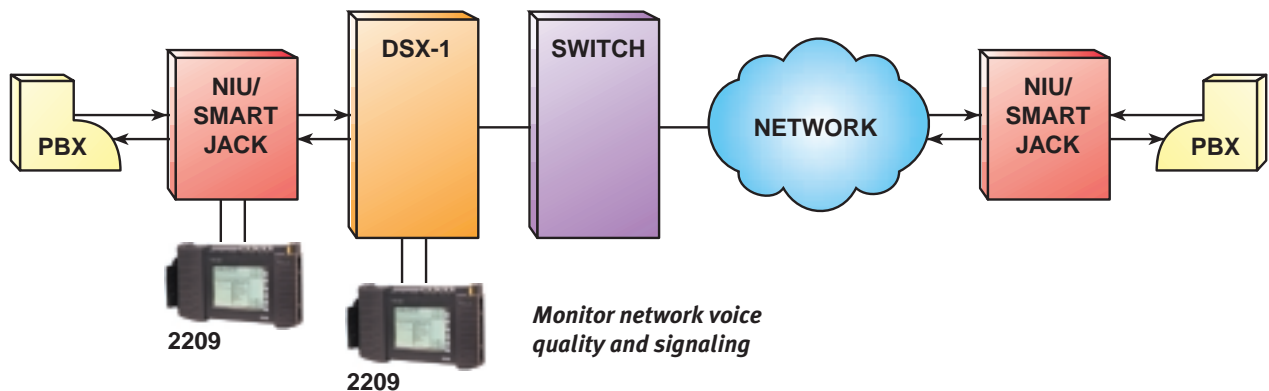 DSX-1
SWITCH
NIU/
SMART
JACK
PBX
NETWORK
NIU/
SMART
JACK
PBX
2209
2209
Monitor network voice
quality and signaling